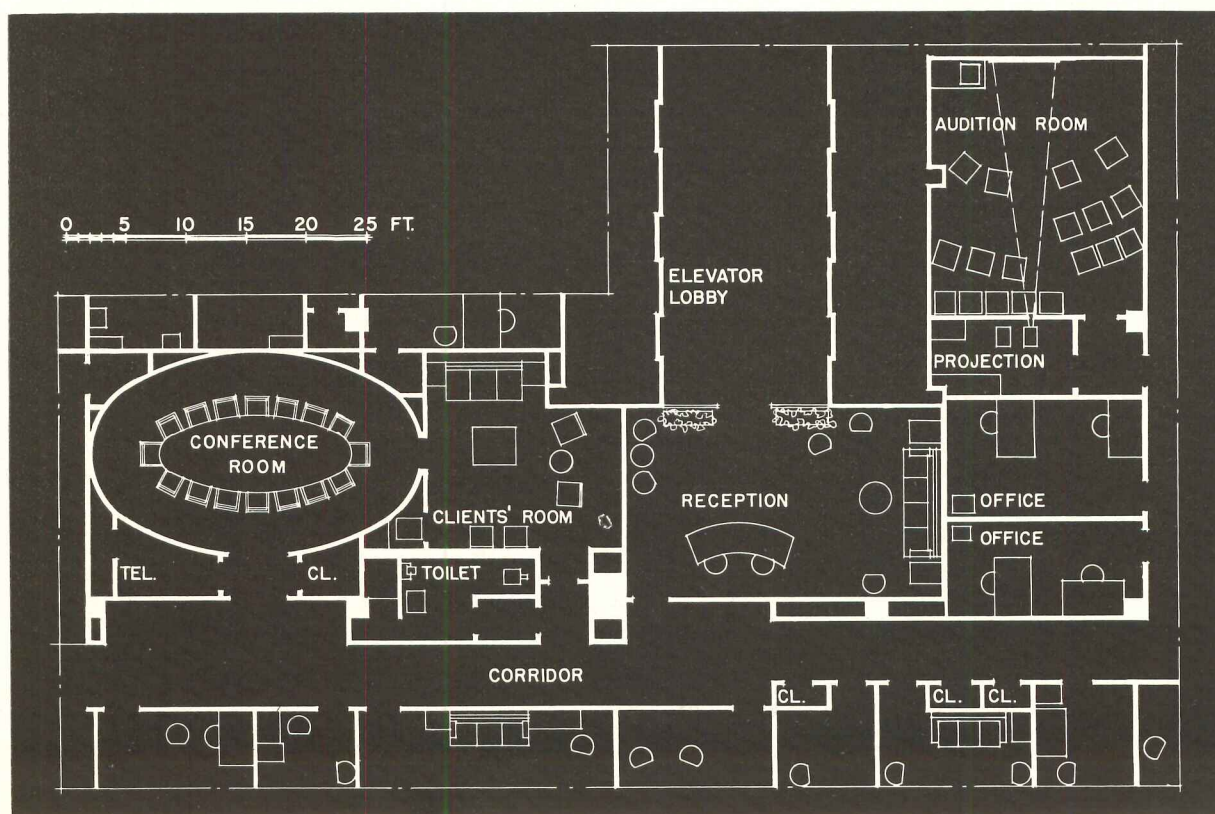 AUDITION ROOM
0 5 10 15 20 25 FT.
ELEVATOR
LOBBY
PROJECTION
CONFERENCE
ROOM
RECEPTION
OFFICE
CLIENTS' ROOM
OFFICE
TEL.
CL.
TOILET
CORRIDOR
CL.
CL.
CL.